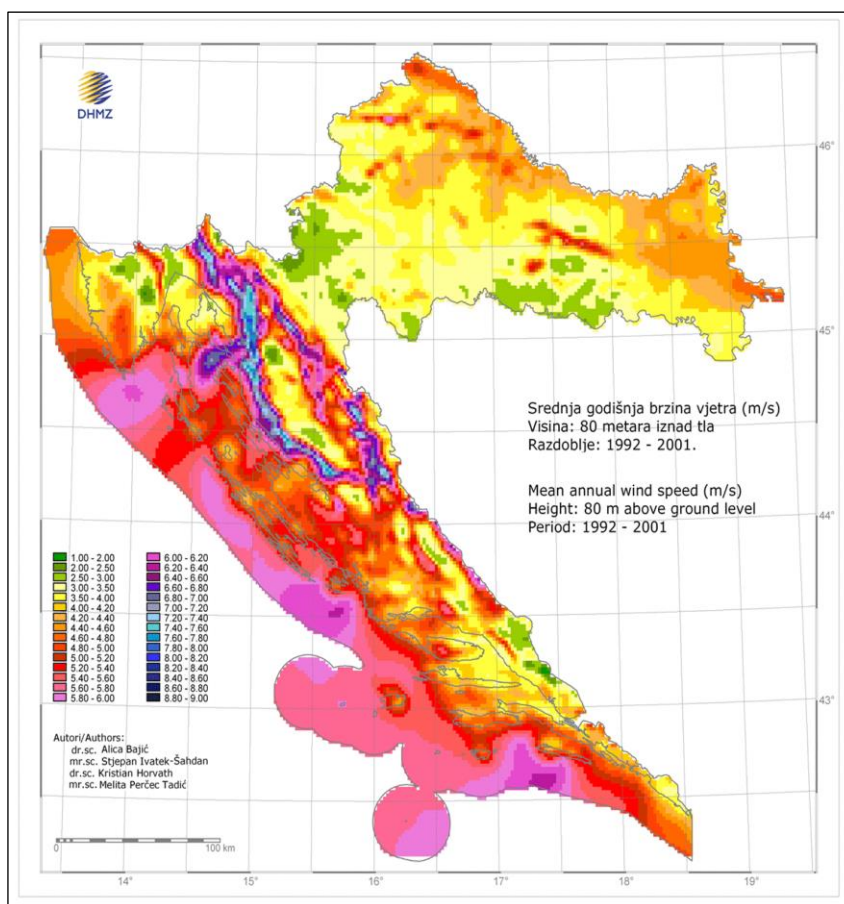 DHMZ
46°
45°
44°
43°
Srednja godišnja brzina vjetra (m/s)
Visina: 80 metara iznad tla
Razdoblje: 1992 - 2001.
Mean annual wind speed (m/s)
Height: 80 m above ground level
Period: 1992 - 2001
1.00 - 2.00
2.00 - 2.50
2.50 - 3.00
3.00 - 3.50
3.50 - 4.00
4.00 - 4.20
4.20 - 4.40
4.40 - 4.60
4.60 - 4.80
4.80 - 5.00
5.00 - 5.20
5.20 - 5.40
5.40 - 5.60
5.60 - 5.80
5.80 - 6.00
6.00 - 6.20
6.20 - 6.40
6.40 - 6.60
6.60 - 6.80
6.80 - 7.00
7.00 - 7.20
7.20 - 7.40
7.40 - 7.60
7.60 - 7.80
7.80 - 8.00
8.00 - 8.20
8.20 - 8.40
8.40 - 8.60
8.60 - 8.80
8.80 - 9.00
Autori/Authors:
dr.sc. Alica Bajić
mr.sc. Stjepan Ivatek-Šahdan
dr.sc. Kristian Horvath
mr.sc. Melita Perčec Tadić
0 100 km
14° 15° 16° 17° 18° 19°